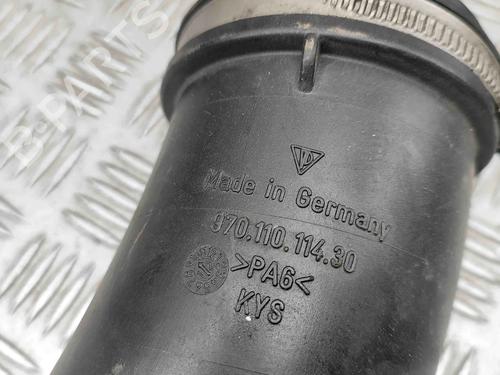 B-PARTS
Made in Germany
970.110.114.30
>PA6<
KYS